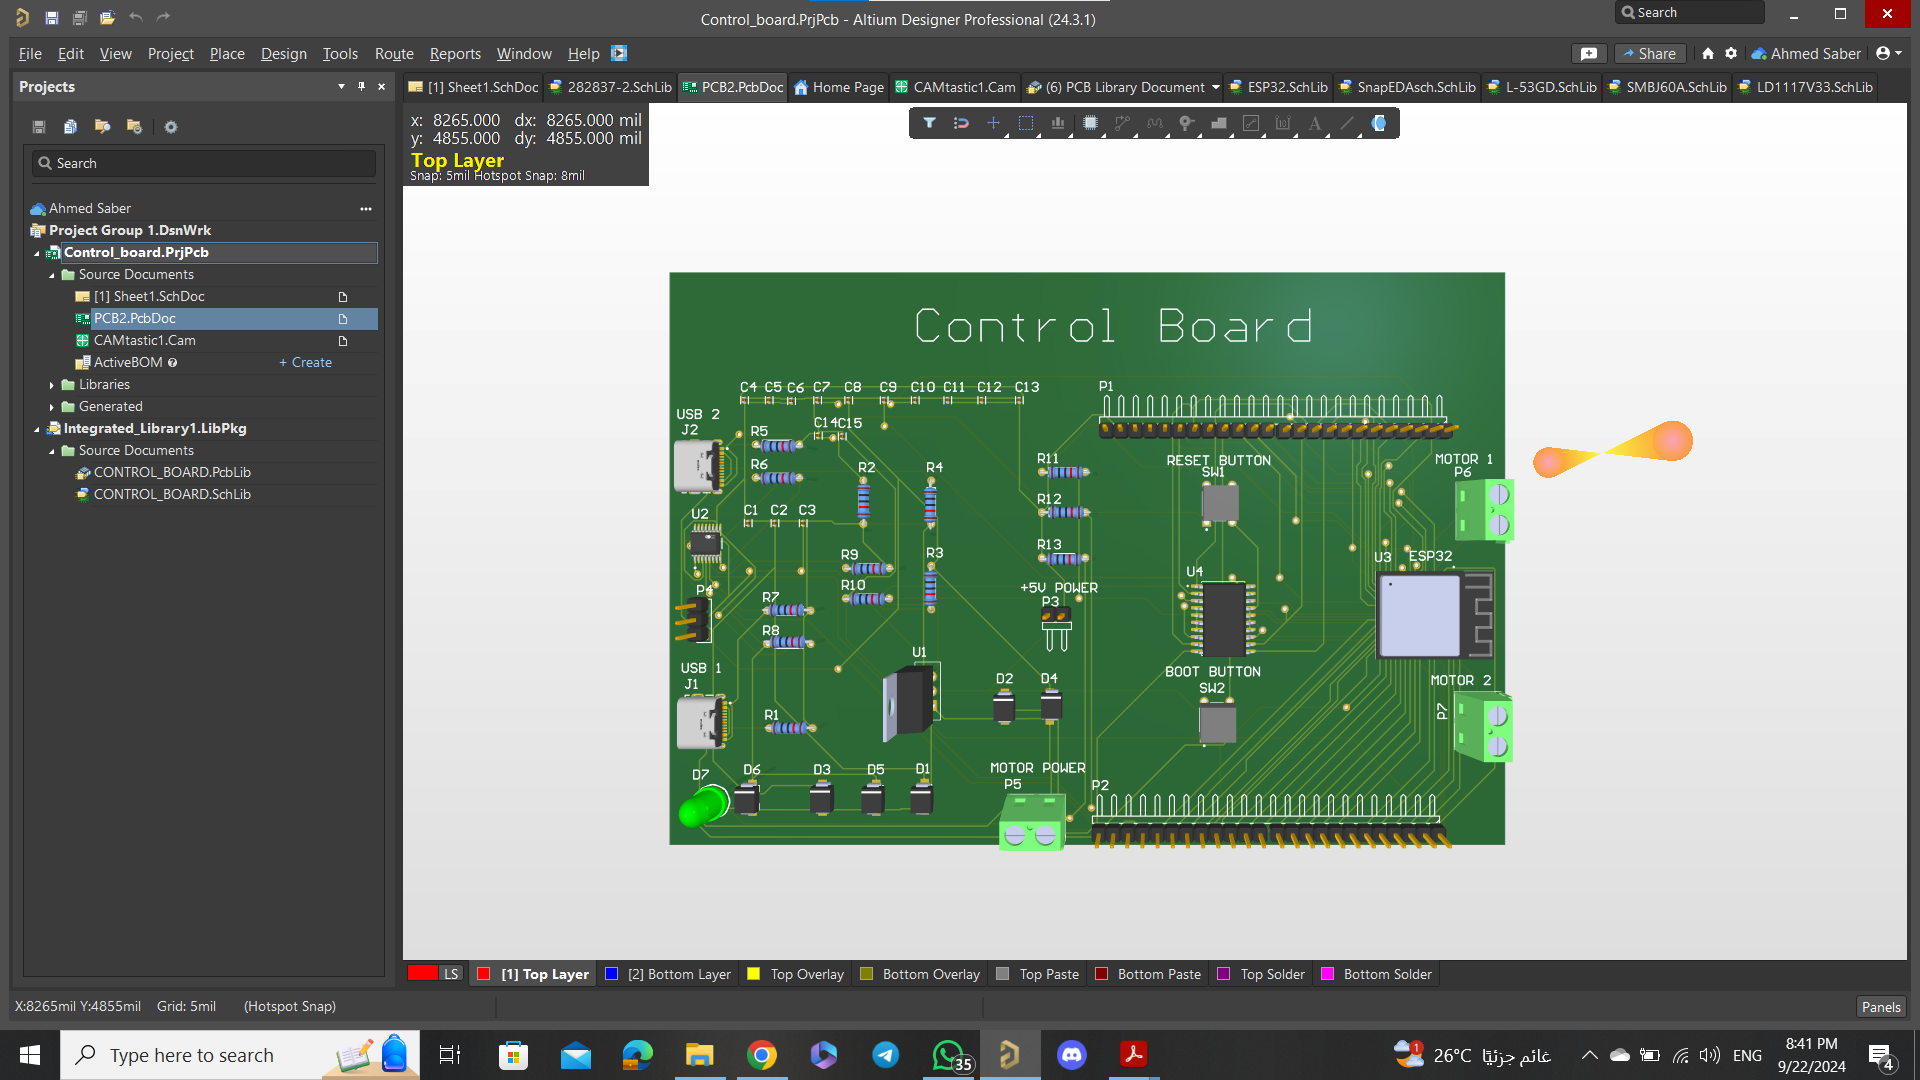 Control_board.PrjPcb - Altium Designer Professional (24.3.1)
Search
File Edit View Project Place Design Tools Route Reports Window Help
Share
Ahmed Saber
Projects
[1] Sheet1.SchDoc
282837-2.SchLib
PCB2.PcbDoc
Home Page
CAMtastic1.Cam
(6) PCB Library Document
ESP32.SchLib
SnapEDAsch.SchLib
L-53GD.SchLib
SMBJ60A.SchLib
LD1117V33.SchLib
x: 8265.000 dx: 8265.000 mil
y: 4855.000 dy: 4855.000 mil
Top Layer
Snap: 5mil Hotspot Snap: 8mil
Search
Ahmed Saber
Project Group 1.DsnWrk
Control_board.PrjPcb
Source Documents
[1] Sheet1.SchDoc
PCB2.PcbDoc
CAMtastic1.Cam
ActiveBOM
+ Create
Libraries
Generated
Integrated_Library1.LibPkg
Source Documents
CONTROL_BOARD.PcbLib
CONTROL_BOARD.SchLib
Control Board
C4 C5 C6 C7 C8 C9 C10 C11 C12 C13
P1
USB 2
J2
R5
C14 C15
R6
R2
R4
R11
RESET BUTTON
SW1
MOTOR 1
P6
R12
U2
C1 C2 C3
R13
R9
R3
U3 ESP32
U4
R10
+5V POWER
P3
P4
R7
R8
U1
USB 1
J1
BOOT BUTTON
SW2
D2
D4
MOTOR 2
P7
R1
D7
D6
D3
D5
D1
MOTOR POWER
P5
P2
LS
[1] Top Layer
[2] Bottom Layer
Top Overlay
Bottom Overlay
Top Paste
Bottom Paste
Top Solder
Bottom Solder
X:8265mil Y:4855mil Grid: 5mil (Hotspot Snap)
Panels
Type here to search
35
1
26°C غائم جزئيًا
ENG
8:41 PM
9/22/2024
4